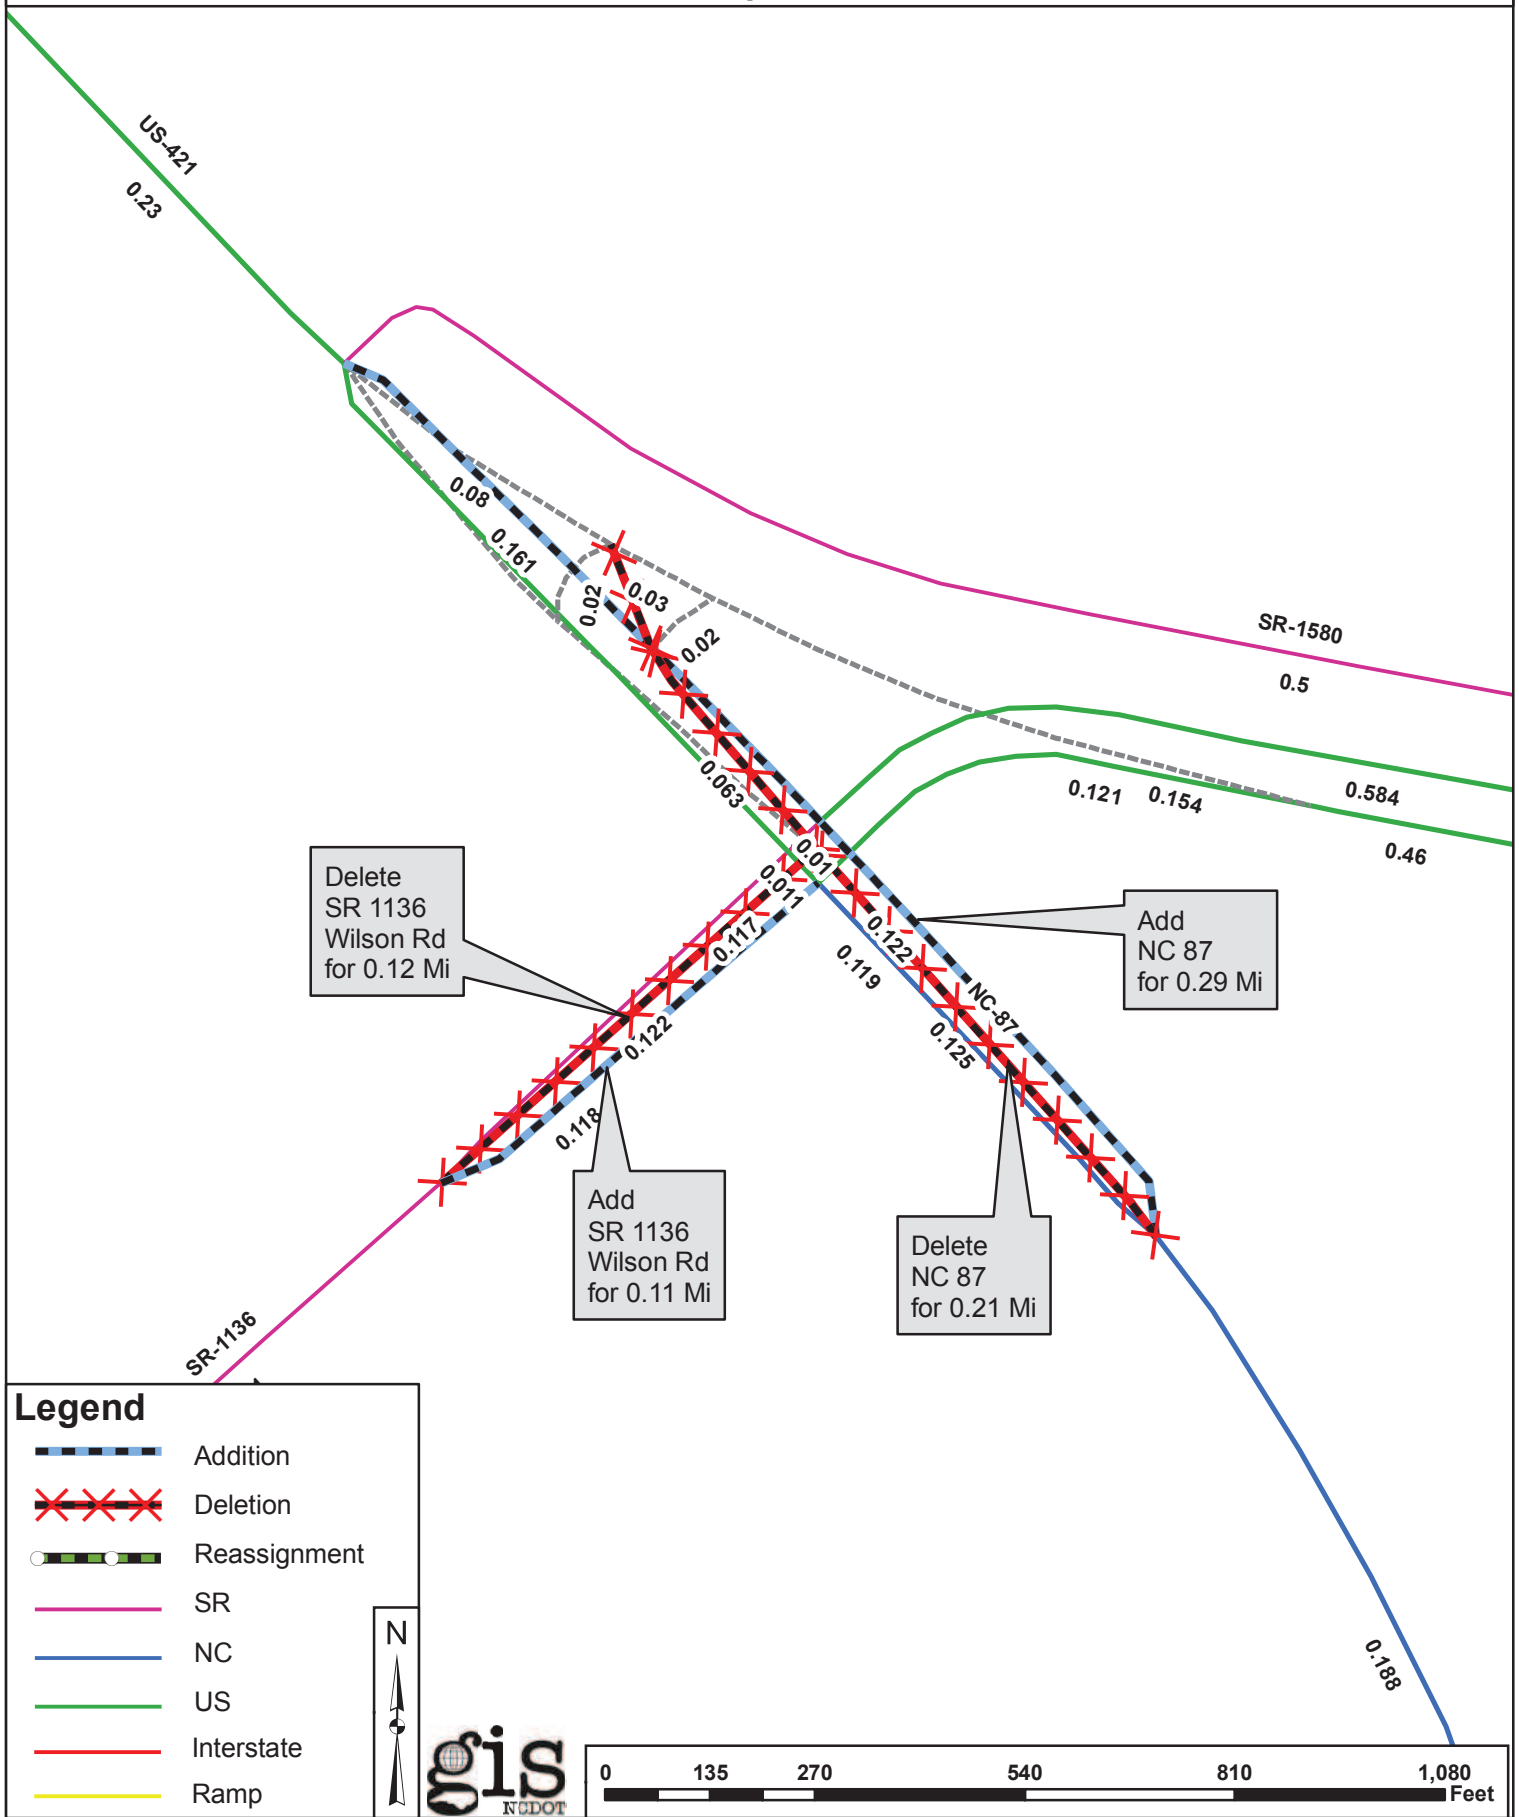 US-421
0.23
0.08
0.161
0.02
0.03
0.02
SR-1580
0.5
0.063
0.121
0.154
0.584
0.46
0.01
0.011
0.117
0.122
0.119
Delete
SR 1136
Wilson Rd
for 0.12 Mi
Add
NC 87
for 0.29 Mi
NC-87
0.122
0.125
0.118
Add
SR 1136
Wilson Rd
for 0.11 Mi
Delete
NC 87
for 0.21 Mi
SR-1136
0.188
Legend
Addition
Deletion
Reassignment
SR
NC
US
Interstate
Ramp
N
gis
NCDOT
0 135 270 540 810 1,080
Feet